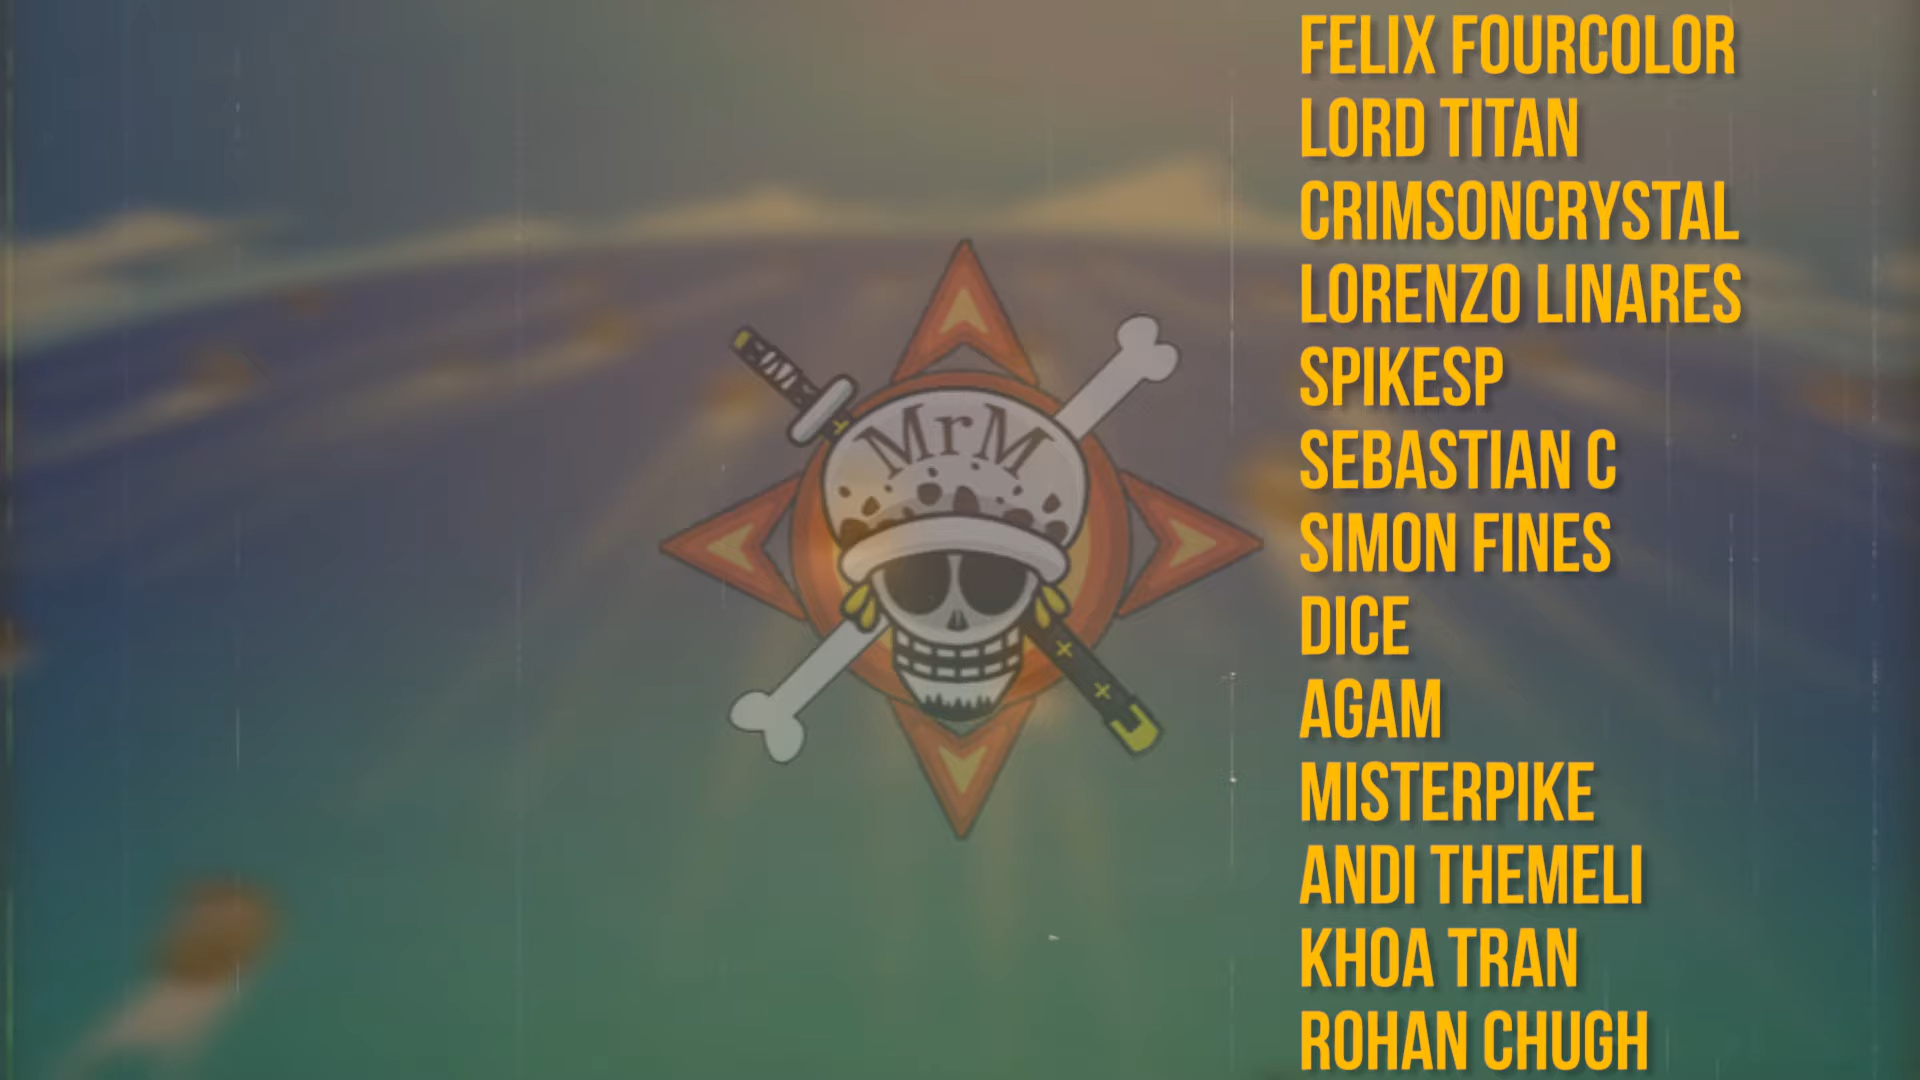 FELIX FOURCOLOR
LORD TITAN
CRIMSONCRYSTAL
LORENZO LINARES
SPIKESP
SEBASTIAN C
SIMON FINES
DICE
AGAM
MISTERPIKE
ANDI THEMELI
KHOA TRAN
ROHAN CHUGH
MrM